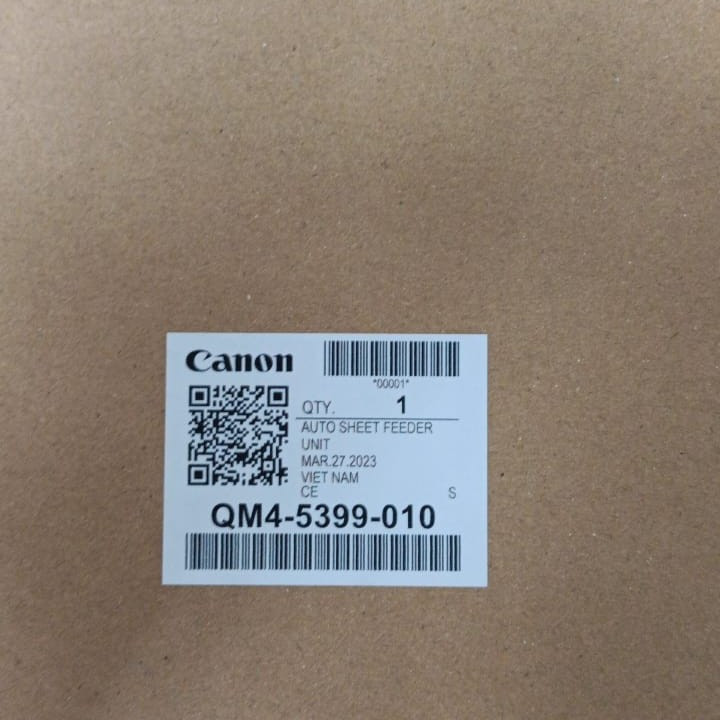 Canon
*00001*
QTY. 1
AUTO SHEET FEEDER
UNIT
MAR.27.2023
VIET NAM
CE S
QM4-5399-010